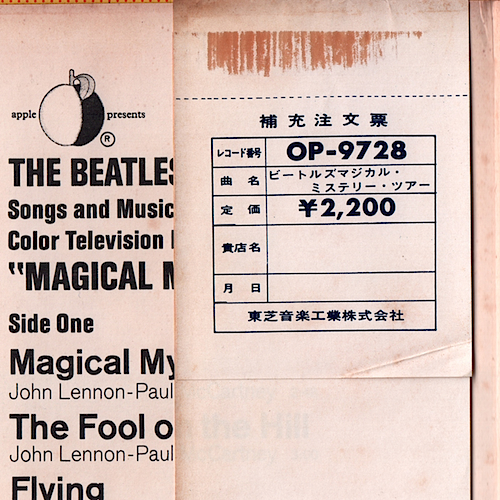 apple presents
®
THE BEATLES
Songs and Music
Color Television
"MAGICAL M
Side One
Magical My
John Lennon-Paul
The Fool o the Hill
John Lennon-Paul
Flying
補充注文票
レコード番号 OP-9728
曲名 ビートルズマジカル・
ミステリー・ツアー
定価 ¥2,200
貴店名
月日
東芝音楽工業株式会社